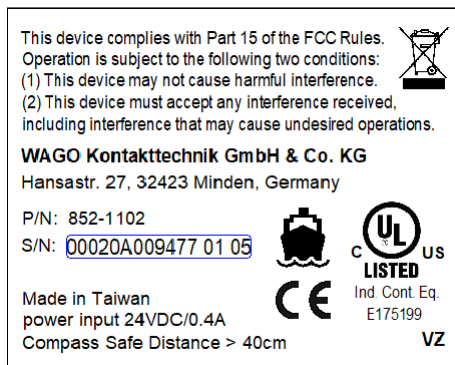 This device complies with Part 15 of the FCC Rules.
Operation is subject to the following two conditions:
(1) This device may not cause harmful interference.
(2) This device must accept any interference received,
including interference that may cause undesired operations.
WAGO Kontakttechnik GmbH & Co. KG
Hansastr. 27, 32423 Minden, Germany
P/N: 852-1102
S/N: 00020A009477 01 05
Made in Taiwan
power input 24VDC/0.4A
Compass Safe Distance > 40cm
CE
C UL US
®
LISTED
Ind. Cont. Eq.
E175199
VZ